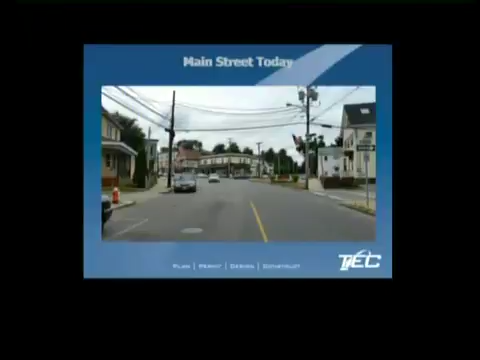 Main Street Today
PLAN | PERMIT | DESIGN | CONSTRUCT
TEC